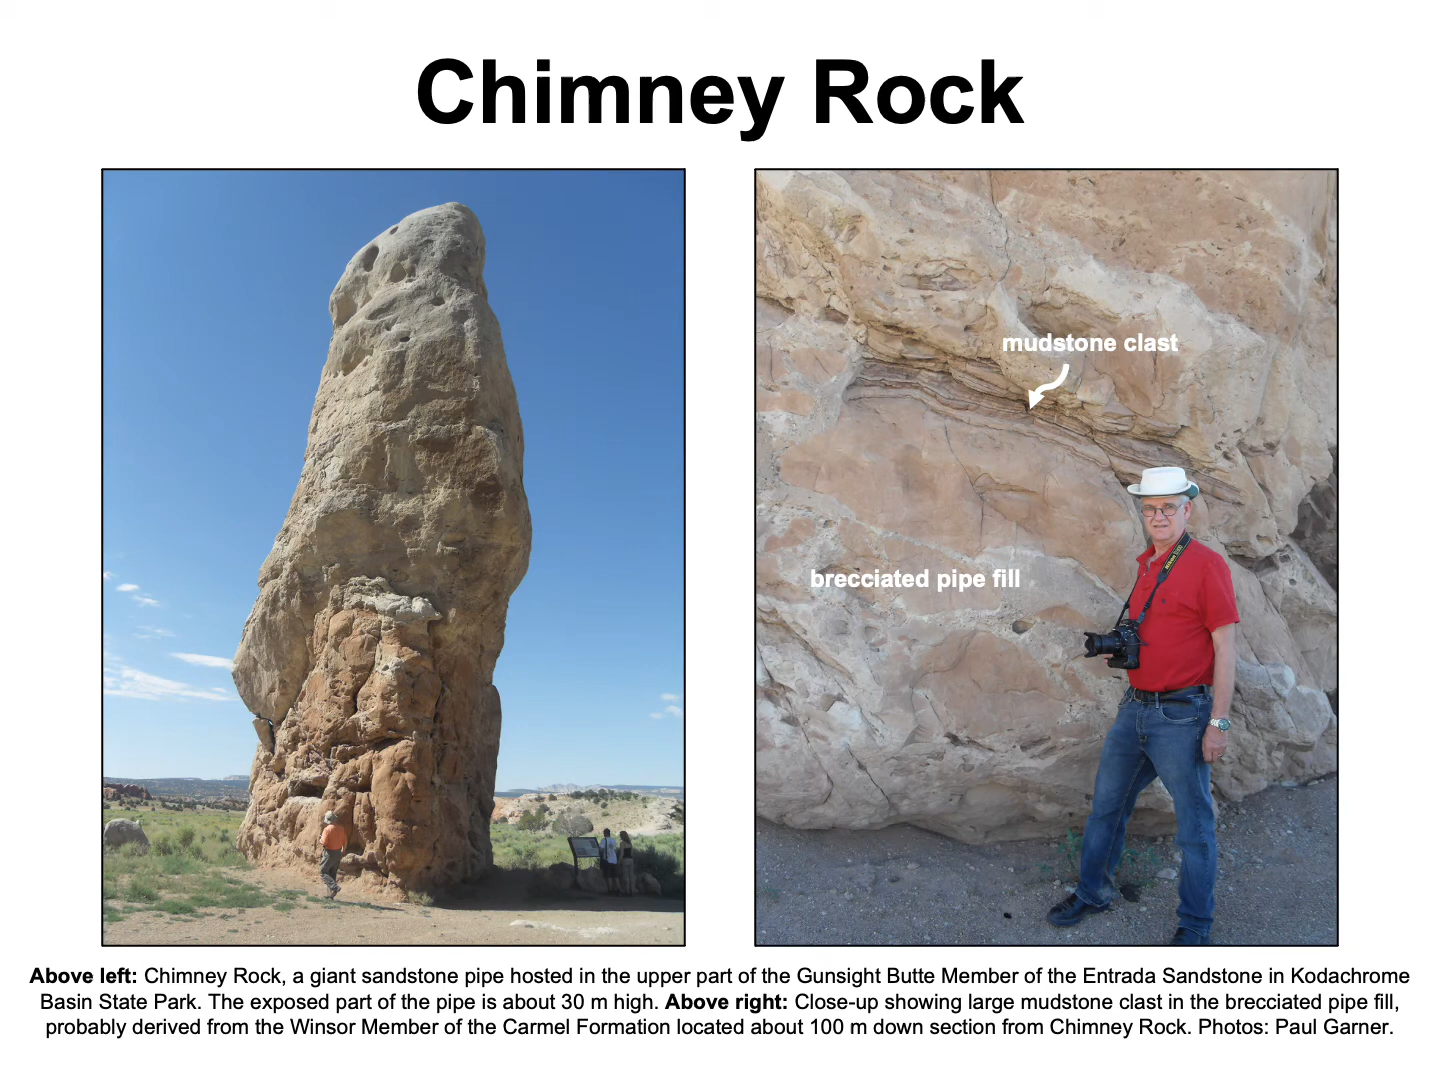 Chimney Rock
mudstone clast
brecciated pipe fill
Above left: Chimney Rock, a giant sandstone pipe hosted in the upper part of the Gunsight Butte Member of the Entrada Sandstone in Kodachrome
Basin State Park. The exposed part of the pipe is about 30 m high. Above right: Close-up showing large mudstone clast in the brecciated pipe fill,
probably derived from the Winsor Member of the Carmel Formation located about 100 m down section from Chimney Rock. Photos: Paul Garner.